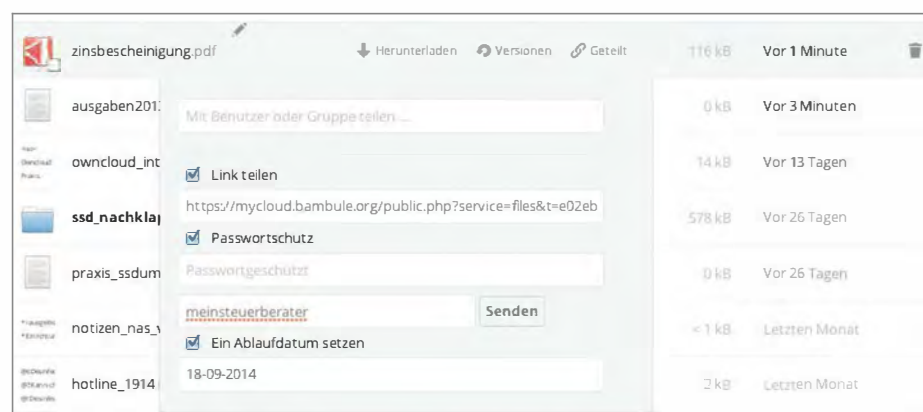 zinsbescheinigung.pdf Herunterladen Versionen Geteilt 116 kB Vor 1 Minute
ausgaben201 0 kB Vor 3 Minuten
Mit Benutzer oder Gruppe teilen ...
owncloud_int 14 kB Vor 13 Tagen
Link teilen
https://mycloud.bambule.org/public.php?service=files&t=e02eb
ssd_nachklap 578 kB Vor 26 Tagen
Passwortschutz
praxis_ssdum 0 kB Vor 26 Tagen
Passwortgeschützt
meinsteuerberater Senden
notizen_nas_v < 1 kB Letzten Monat
Ein Ablaufdatum setzen
18-09-2014
hotline_1914 2 kB Letzten Monat